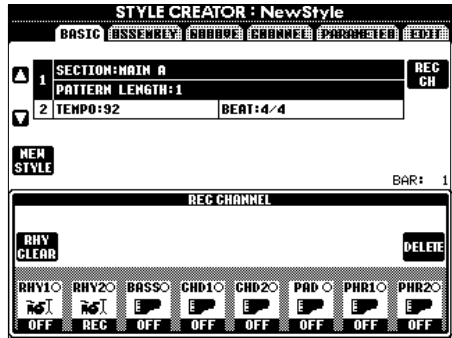 STYLE CREATOR : NewStyle
BASIC ASSEMBLY GROOVE CHANNEL PARAMETER EDIT
1 SECTION:MAIN A
PATTERN LENGTH:1
REC CH
2 TEMPO:92 BEAT:4/4
NEW STYLE
BAR: 1
REC CHANNEL
RHY CLEAR
DELETE
RHY1 RHY2 BASS CHD1 CHD2 PAD PHR1 PHR2
OFF REC OFF OFF OFF OFF OFF OFF